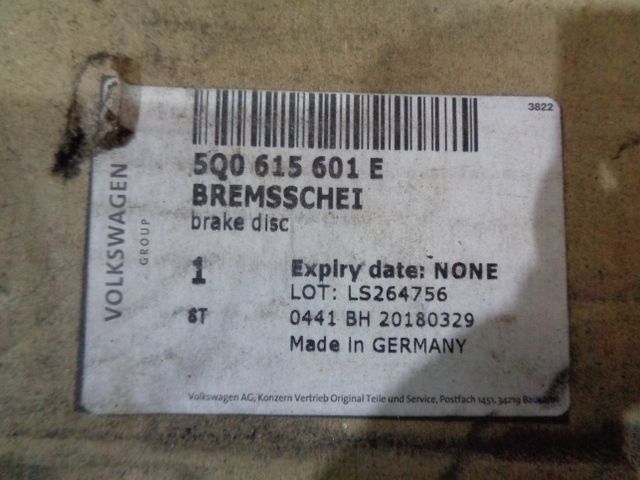 3822
5Q0 615 601 E
BREMSSCHEI
brake disc
VOLKSWAGEN
GROUP
1
ST
Expiry date: NONE
LOT: LS264756
0441 BH 20180329
Made in GERMANY
Volkswagen AG, Konzern Vertrieb Original Teile und Service, Postfach 1451, 34219